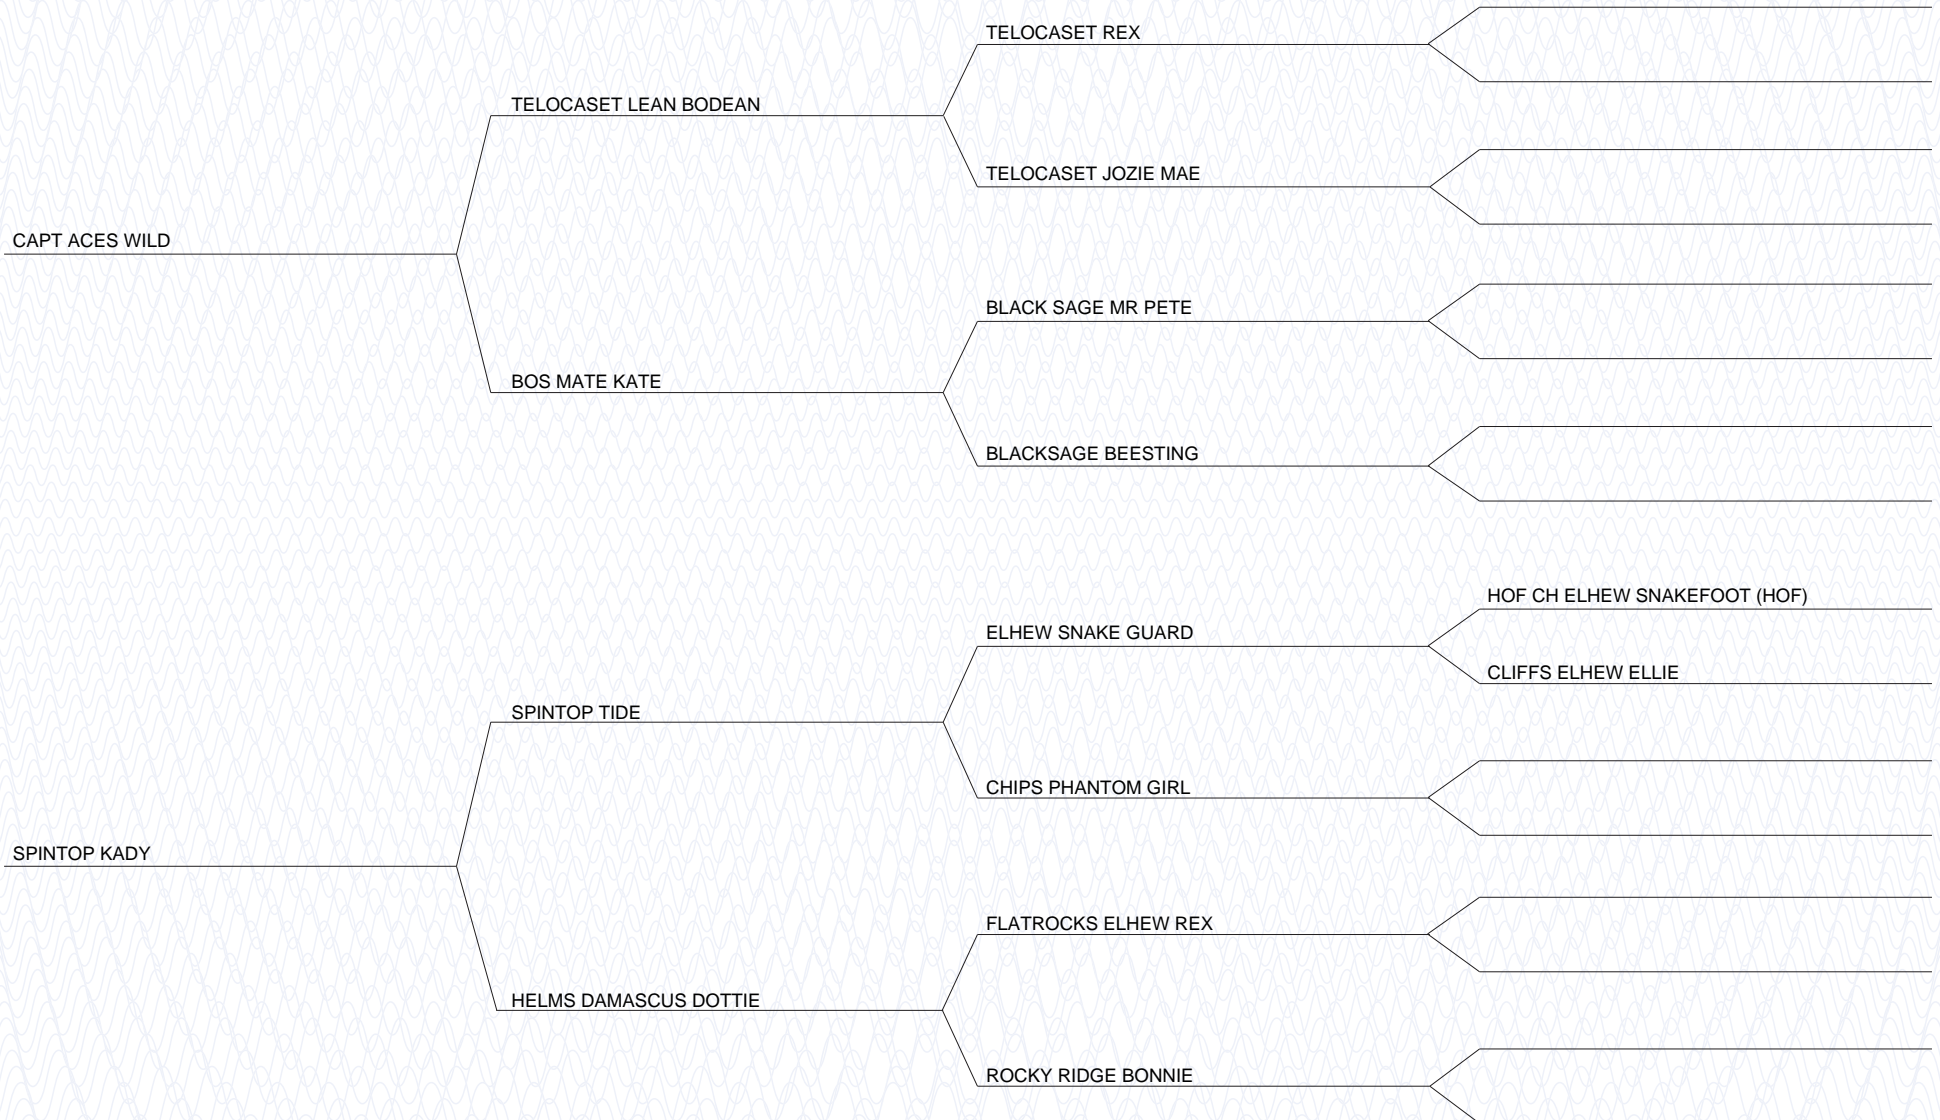 TELOCASET REX
TELOCASET LEAN BODEAN
TELOCASET JOZIE MAE
CAPT ACES WILD
BLACK SAGE MR PETE
BOS MATE KATE
BLACKSAGE BEESTING
HOF CH ELHEW SNAKEFOOT (HOF)
ELHEW SNAKE GUARD
CLIFFS ELHEW ELLIE
SPINTOP TIDE
CHIPS PHANTOM GIRL
SPINTOP KADY
FLATROCKS ELHEW REX
HELMS DAMASCUS DOTTIE
ROCKY RIDGE BONNIE